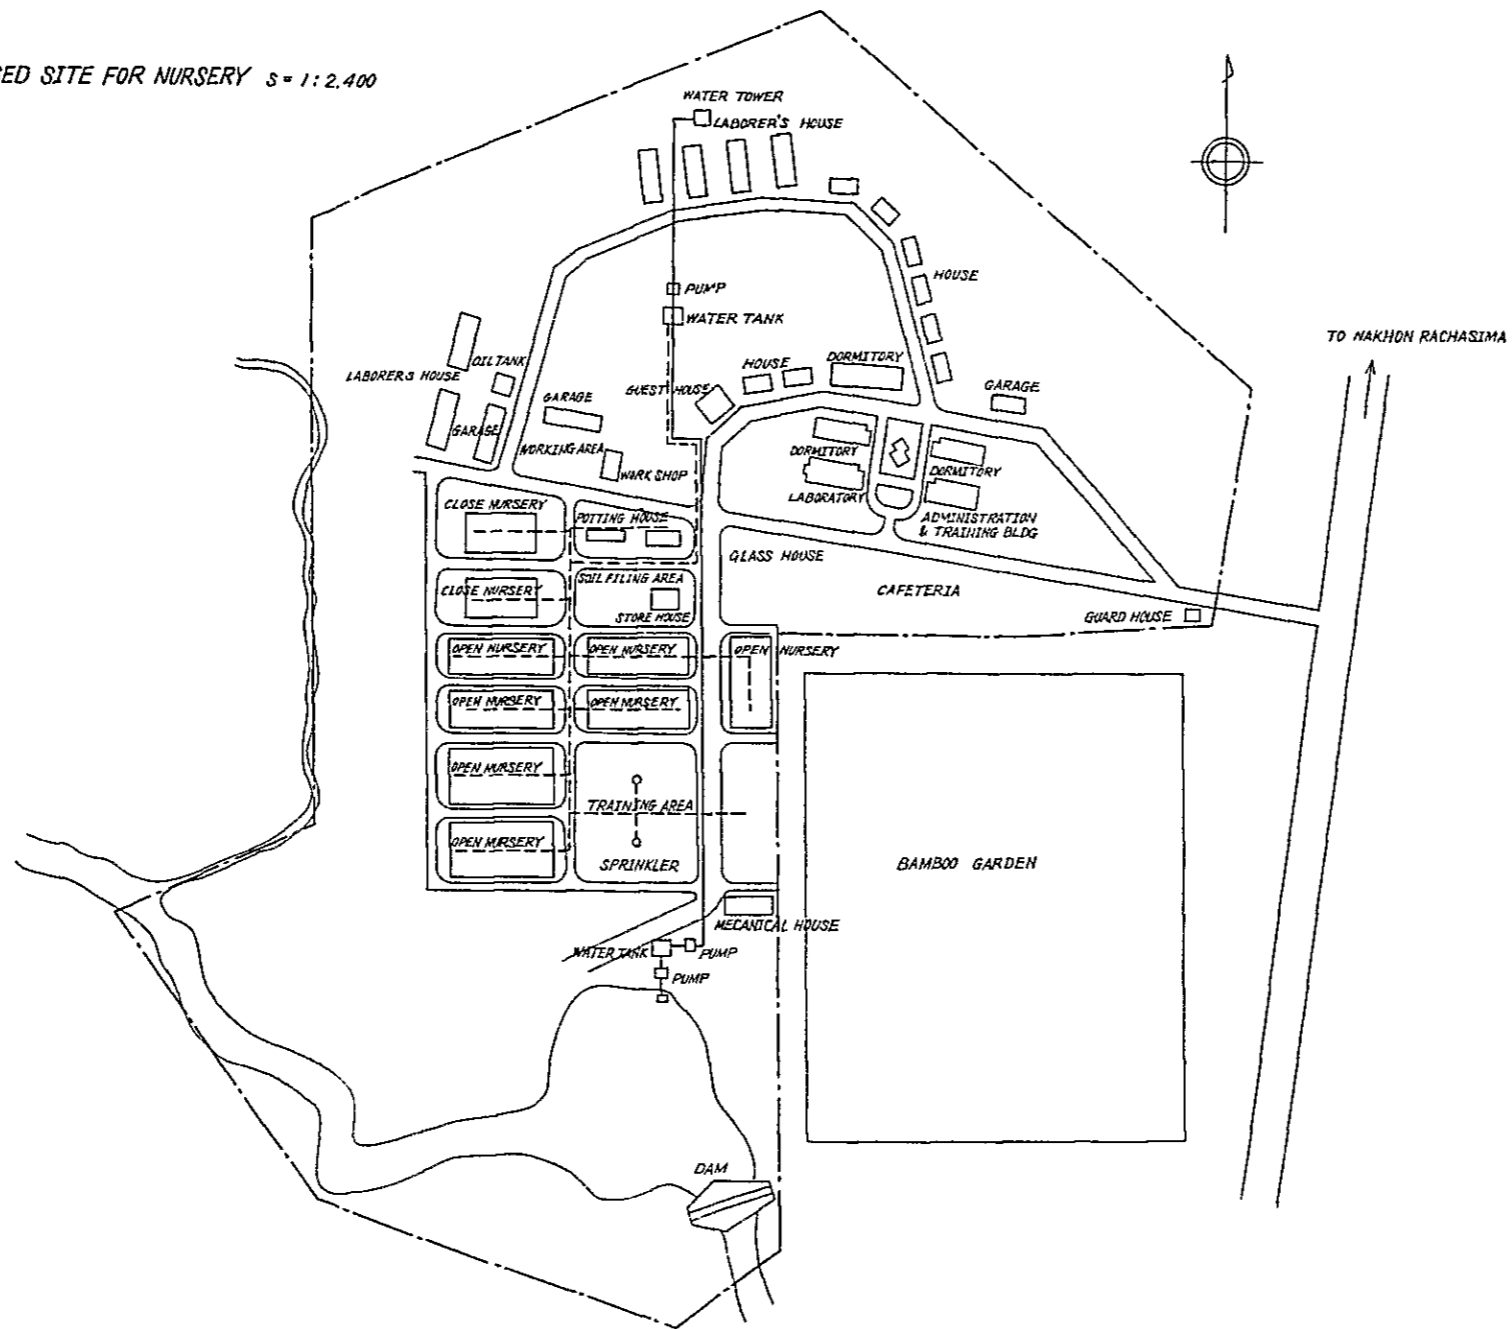 ED SITE FOR NURSERY S = 1:2,400
WATER TOWER
LABORER'S HOUSE
HOUSE
PUMP
WATER TANK
TO NAKHON RACHASIMA
OIL TANK
LABORERS HOUSE
GARAGE
GARAGE
WORKING AREA
WORK SHOP
GUEST HOUSE
HOUSE
DORMITORY
GARAGE
DORMITORY
LABORATORY
DORMITORY
ADMINISTRATION
& TRAINING BLDG
CLOSE NURSERY
POTTING HOUSE
GLASS HOUSE
CAFETERIA
GUARD HOUSE
CLOSE NURSERY
SOIL FILING AREA
STORE HOUSE
OPEN NURSERY
OPEN NURSERY
OPEN NURSERY
OPEN NURSERY
OPEN NURSERY
OPEN NURSERY
TRAINING AREA
OPEN NURSERY
SPRINKLER
BAMBOO GARDEN
MECANICAL HOUSE
WATER TANK
PUMP
PUMP
DAM